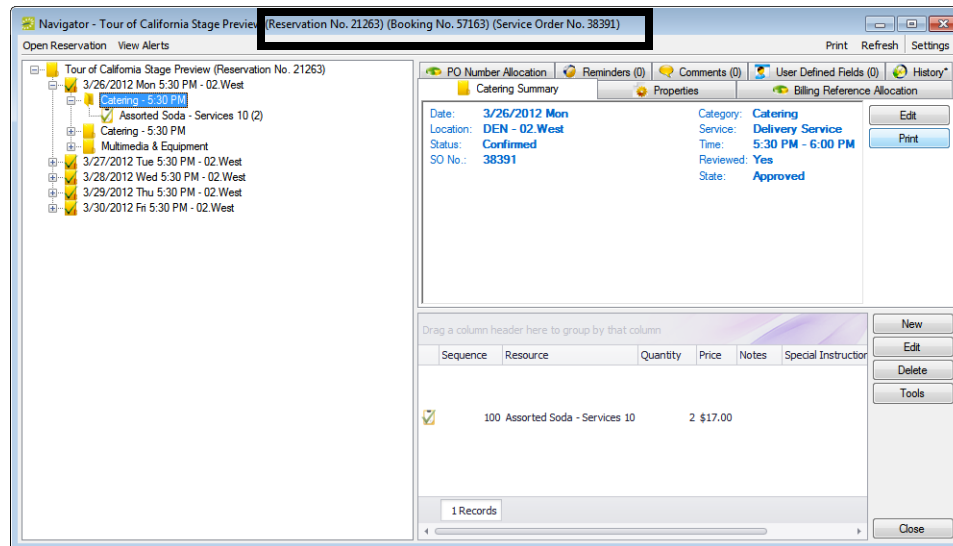 Navigator - Tour of California Stage Preview (Reservation No. 21263) (Booking No. 57163) (Service Order No. 38391)
Open Reservation View Alerts Print Refresh Settings
Tour of California Stage Preview (Reservation No. 21263)
3/26/2012 Mon 5:30 PM - 02.West
Catering - 5:30 PM
Assorted Soda - Services 10 (2)
Catering - 5:30 PM
Multimedia & Equipment
3/27/2012 Tue 5:30 PM - 02.West
3/28/2012 Wed 5:30 PM - 02.West
3/29/2012 Thu 5:30 PM - 02.West
3/30/2012 Fri 5:30 PM - 02.West
PO Number Allocation Reminders (0) Comments (0) User Defined Fields (0) History*
Catering Summary Properties Billing Reference Allocation
Date: 3/26/2012 Mon Category: Catering
Location: DEN - 02.West Service: Delivery Service
Status: Confirmed Time: 5:30 PM - 6:00 PM
SO No.: 38391 Reviewed: Yes
State: Approved
Edit
Print
Drag a column header here to group by that column
Sequence Resource Quantity Price Notes Special Instruction
100 Assorted Soda - Services 10 2 $17.00
1 Records
New
Edit
Delete
Tools
Close